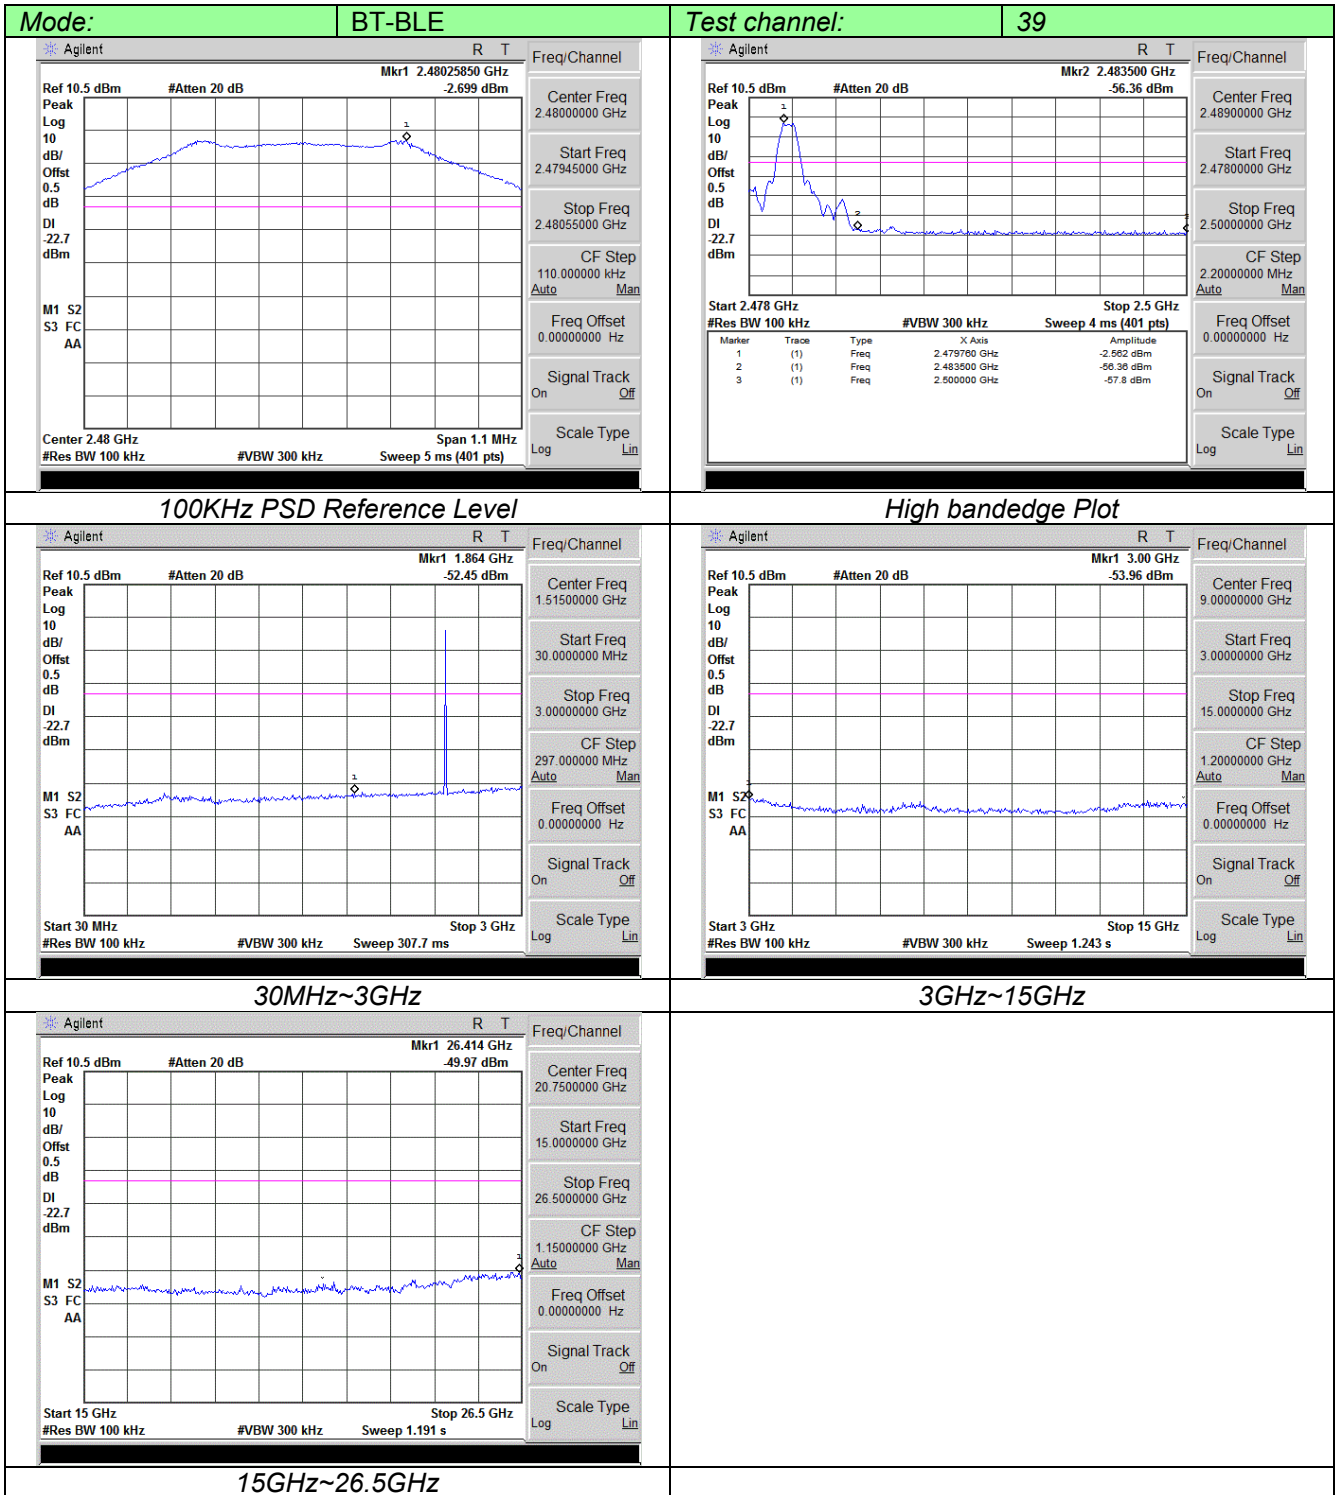 Mode: BT-BLE Test channel: 39
Agilent R T
Mkr1 2.48025850 GHz
Ref 10.5 dBm #Atten 20 dB -2.699 dBm
Peak
Log
10
dB/
Offst
0.5
dB
DI
-22.7
dBm
M1 S2
S3 FC
AA
1
Center 2.48 GHz Span 1.1 MHz
#Res BW 100 kHz #VBW 300 kHz Sweep 5 ms (401 pts)
Freq/Channel
Center Freq
2.48000000 GHz
Start Freq
2.47945000 GHz
Stop Freq
2.48055000 GHz
CF Step
110.000000 kHz
Auto Man
Freq Offset
0.00000000 Hz
Signal Track
On Off
Scale Type
Log Lin
Agilent R T
Mkr2 2.483500 GHz
Ref 10.5 dBm #Atten 20 dB -56.36 dBm
Peak
Log
10
dB/
Offst
0.5
dB
DI
-22.7
dBm
1
2
3
Start 2.478 GHz Stop 2.5 GHz
#Res BW 100 kHz #VBW 300 kHz Sweep 4 ms (401 pts)
Marker Trace Type X Axis Amplitude
1 (1) Freq 2.479760 GHz -2.562 dBm
2 (1) Freq 2.483500 GHz -56.36 dBm
3 (1) Freq 2.500000 GHz -57.8 dBm
Freq/Channel
Center Freq
2.48900000 GHz
Start Freq
2.47800000 GHz
Stop Freq
2.50000000 GHz
CF Step
2.20000000 MHz
Auto Man
Freq Offset
0.00000000 Hz
Signal Track
On Off
Scale Type
Log Lin
100KHz PSD Reference Level High bandedge Plot
Agilent R T
Mkr1 1.864 GHz
Ref 10.5 dBm #Atten 20 dB -52.45 dBm
Peak
Log
10
dB/
Offst
0.5
dB
DI
-22.7
dBm
M1 S2
S3 FC
AA
1
Start 30 MHz Stop 3 GHz
#Res BW 100 kHz #VBW 300 kHz Sweep 307.7 ms
Freq/Channel
Center Freq
1.51500000 GHz
Start Freq
30.0000000 MHz
Stop Freq
3.00000000 GHz
CF Step
297.000000 MHz
Auto Man
Freq Offset
0.00000000 Hz
Signal Track
On Off
Scale Type
Log Lin
Agilent R T
Mkr1 3.00 GHz
Ref 10.5 dBm #Atten 20 dB -53.96 dBm
Peak
Log
10
dB/
Offst
0.5
dB
DI
-22.7
dBm
M1 S2
S3 FC
AA
1
Start 3 GHz Stop 15 GHz
#Res BW 100 kHz #VBW 300 kHz Sweep 1.243 s
Freq/Channel
Center Freq
9.00000000 GHz
Start Freq
3.00000000 GHz
Stop Freq
15.0000000 GHz
CF Step
1.20000000 GHz
Auto Man
Freq Offset
0.00000000 Hz
Signal Track
On Off
Scale Type
Log Lin
30MHz~3GHz 3GHz~15GHz
Agilent R T
Mkr1 26.414 GHz
Ref 10.5 dBm #Atten 20 dB -49.97 dBm
Peak
Log
10
dB/
Offst
0.5
dB
DI
-22.7
dBm
M1 S2
S3 FC
AA
1
Start 15 GHz Stop 26.5 GHz
#Res BW 100 kHz #VBW 300 kHz Sweep 1.191 s
Freq/Channel
Center Freq
20.7500000 GHz
Start Freq
15.0000000 GHz
Stop Freq
26.5000000 GHz
CF Step
1.15000000 GHz
Auto Man
Freq Offset
0.00000000 Hz
Signal Track
On Off
Scale Type
Log Lin
15GHz~26.5GHz